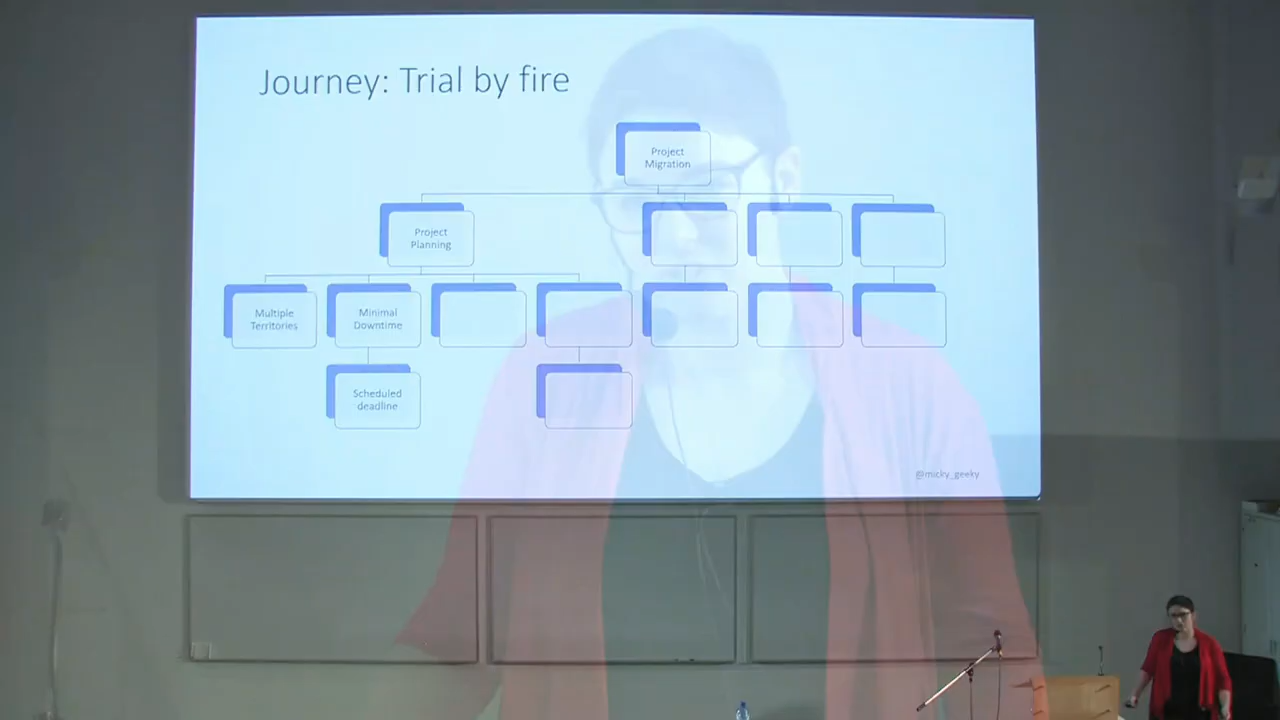 Journey: Trial by fire
Project
Migration
Project
Planning
Multiple
Territories
Minimal
Downtime
Scheduled
deadline
@micky_geeky